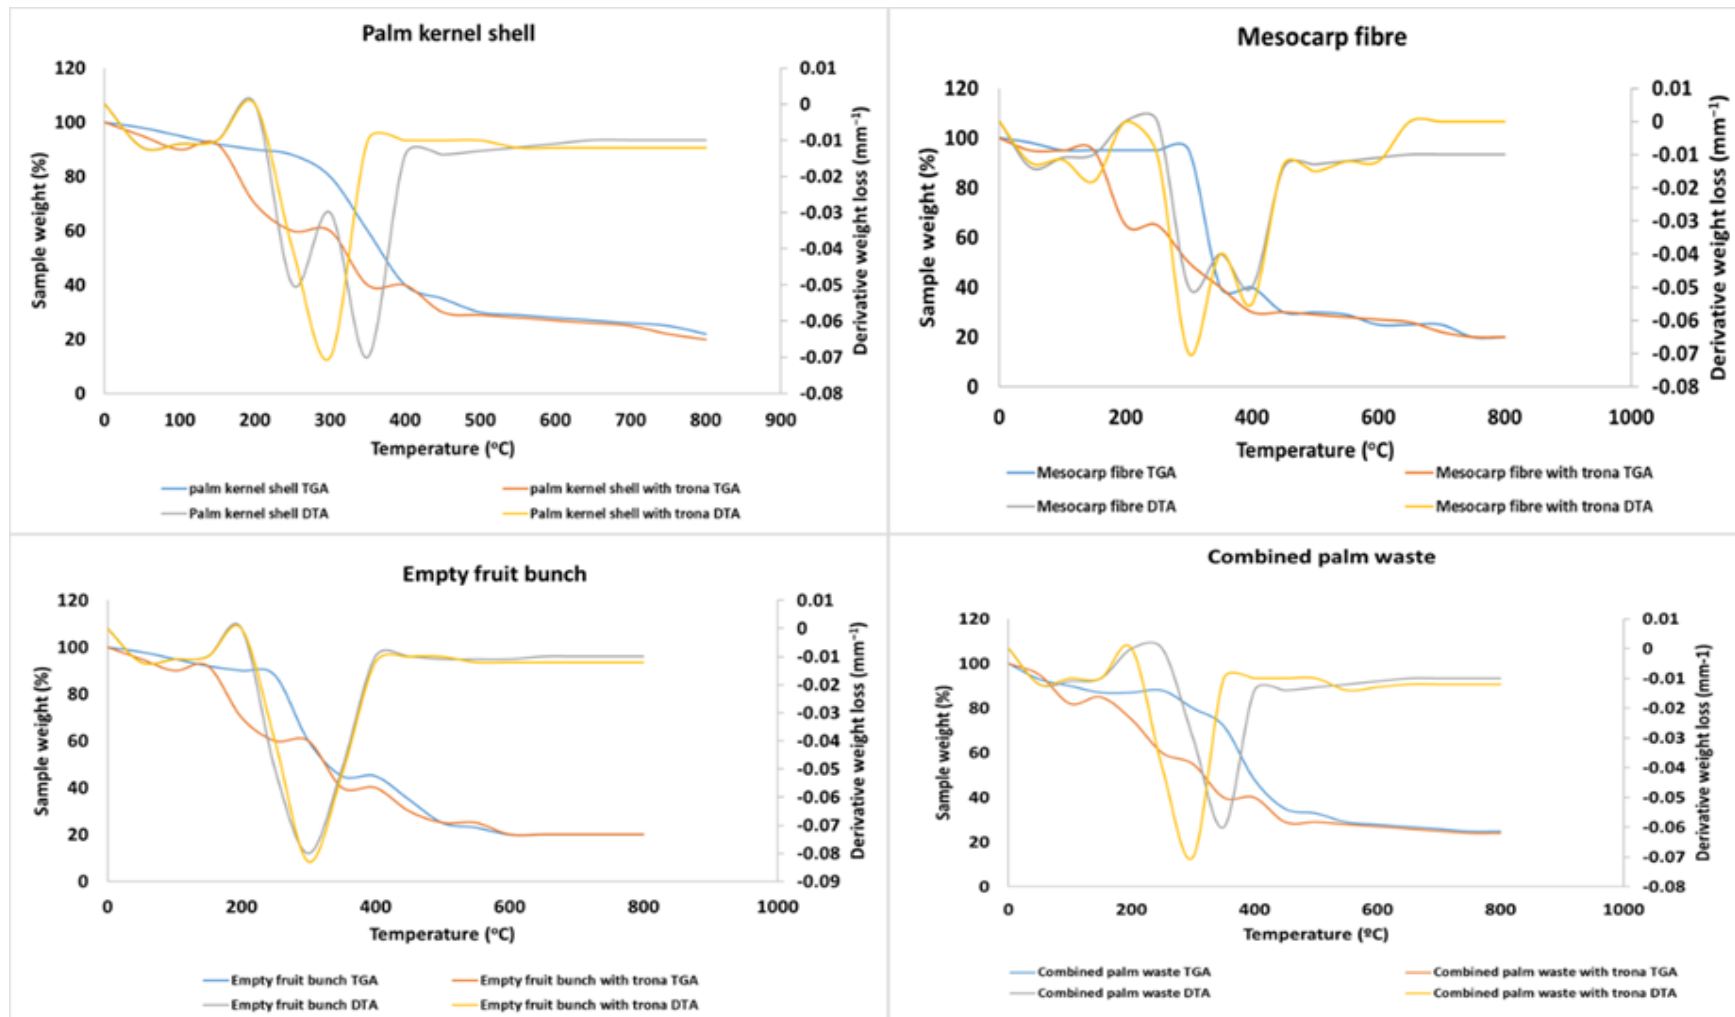 Palm kernel shell
120
100
80
60
40
20
0
Sample weight (%)
0.01
0
-0.01
-0.02
-0.03
-0.04
-0.05
-0.06
-0.07
-0.08
Derivative weight loss (mm⁻¹)
0 100 200 300 400 500 600 700 800 900
Temperature (ºC)
palm kernel shell TGA
palm kernel shell with trona TGA
Palm kernel shell DTA
Palm kernel shell with trona DTA
Mesocarp fibre
120
100
80
60
40
20
0
Sample weight (%)
0.01
0
-0.01
-0.02
-0.03
-0.04
-0.05
-0.06
-0.07
-0.08
Derivative weight loss (mm⁻¹)
0 200 400 600 800 1000
Temperature (ºC)
Mesocarp fibre TGA
Mesocarp fibre with trona TGA
Mesocarp fibre DTA
Mesocarp fibre with trona DTA
Empty fruit bunch
120
100
80
60
40
20
0
Sample weight (%)
0.01
0
-0.01
-0.02
-0.03
-0.04
-0.05
-0.06
-0.07
-0.08
-0.09
Derivative weight loss (mm⁻¹)
0 200 400 600 800 1000
Temperature (ºC)
Empty fruit bunch TGA
Empty fruit bunch with trona TGA
Empty fruit bunch DTA
Empty fruit bunch with trona DTA
Combined palm waste
120
100
80
60
40
20
0
Sample weight (%)
0.01
0
-0.01
-0.02
-0.03
-0.04
-0.05
-0.06
-0.07
-0.08
Derivative weight loss (mm-1)
0 200 400 600 800 1000
Temperature (ºC)
Combined palm waste TGA
Combined palm waste with trona TGA
Combined palm waste DTA
Combined palm waste with trona DTA